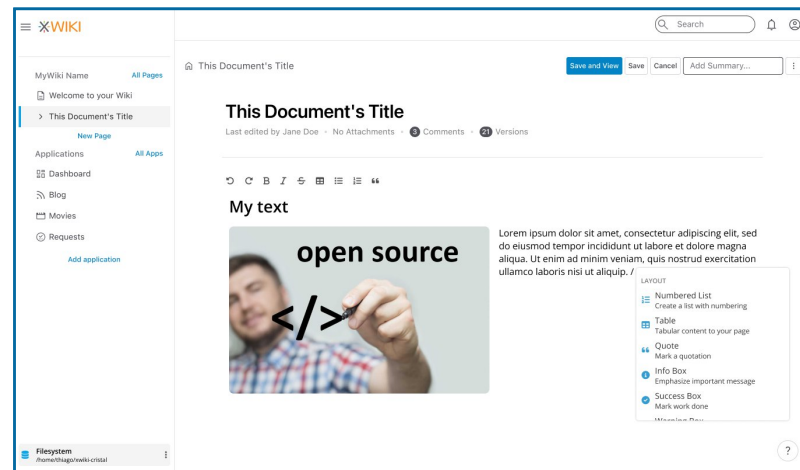 XWIKI
Search
MyWiki Name All Pages
Welcome to your Wiki
This Document's Title
New Page
Applications All Apps
Dashboard
Blog
Movies
Requests
Add application
Filesystem
/home/thiago/xwiki-cristal
This Document's Title
Save and View Save Cancel Add Summary...
This Document's Title
Last edited by Jane Doe • No Attachments • 3 Comments • 21 Versions
My text
open source
</>
Lorem ipsum dolor sit amet, consectetur adipiscing elit, sed
do eiusmod tempor incididunt ut labore et dolore magna
aliqua. Ut enim ad minim veniam, quis nostrud exercitation
ullamco laboris nisi ut aliquip. /
LAYOUT
Numbered List
Create a list with numbering
Table
Tabular content to your page
Quote
Mark a quotation
Info Box
Emphasize important message
Success Box
Mark work done
Warning Box
?